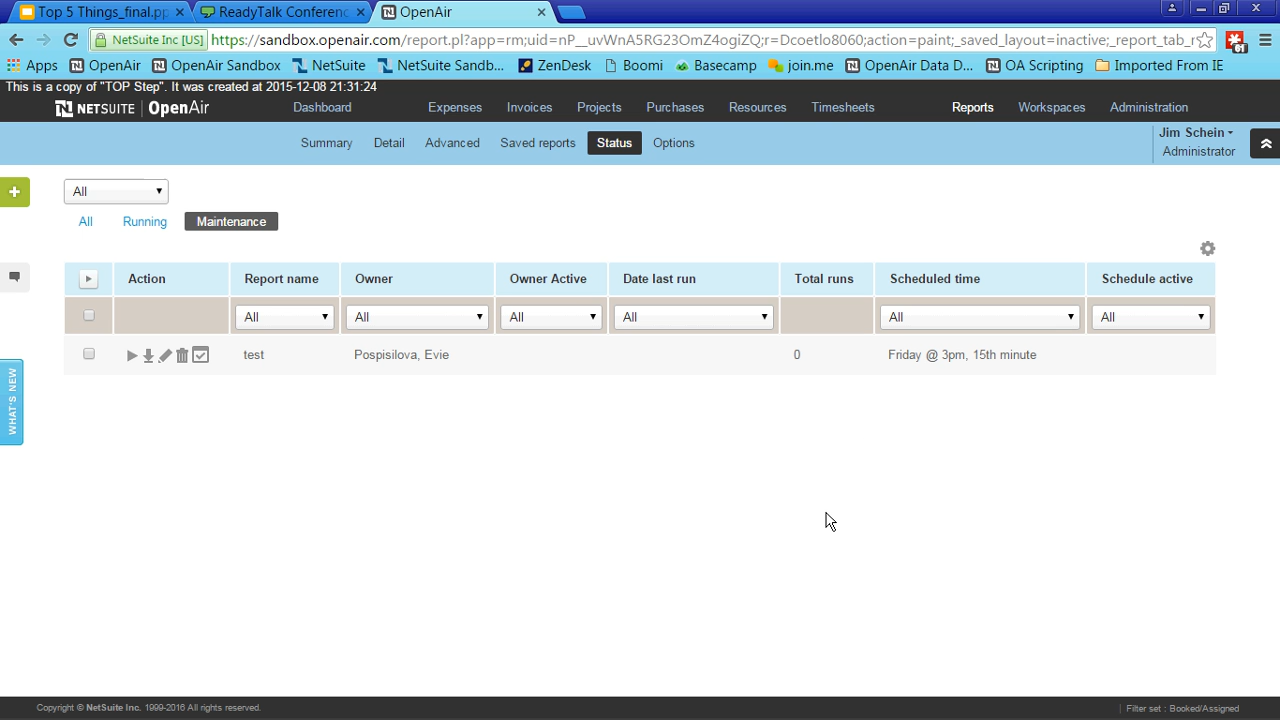 Top 5 Things_final.pp
ReadyTalk Conferenc
OpenAir
NetSuite Inc [US]
https://sandbox.openair.com/report.pl?app=rm;uid=nP__uvWnA5RG23OmZ4ogiZQ;r=Dcoetlo8060;action=paint;_saved_layout=inactive;_report_tab_r
61
Apps
OpenAir
OpenAir Sandbox
NetSuite
NetSuite Sandb...
ZenDesk
Boomi
Basecamp
join.me
OpenAir Data D...
OA Scripting
Imported From IE
This is a copy of "TOP Step". It was created at 2015-12-08 21:31:24
N NETSUITE OpenAir
Dashboard
Expenses
Invoices
Projects
Purchases
Resources
Timesheets
Reports
Workspaces
Administration
Summary
Detail
Advanced
Saved reports
Status
Options
Jim Schein
Administrator
All
All
Running
Maintenance
Action
Report name
Owner
Owner Active
Date last run
Total runs
Scheduled time
Schedule active
All
All
All
All
All
All
test
Pospisilova, Evie
0
Friday @ 3pm, 15th minute
WHAT'S NEW
Copyright © NetSuite Inc. 1999-2016 All rights reserved.
Filter set : Booked/Assigned